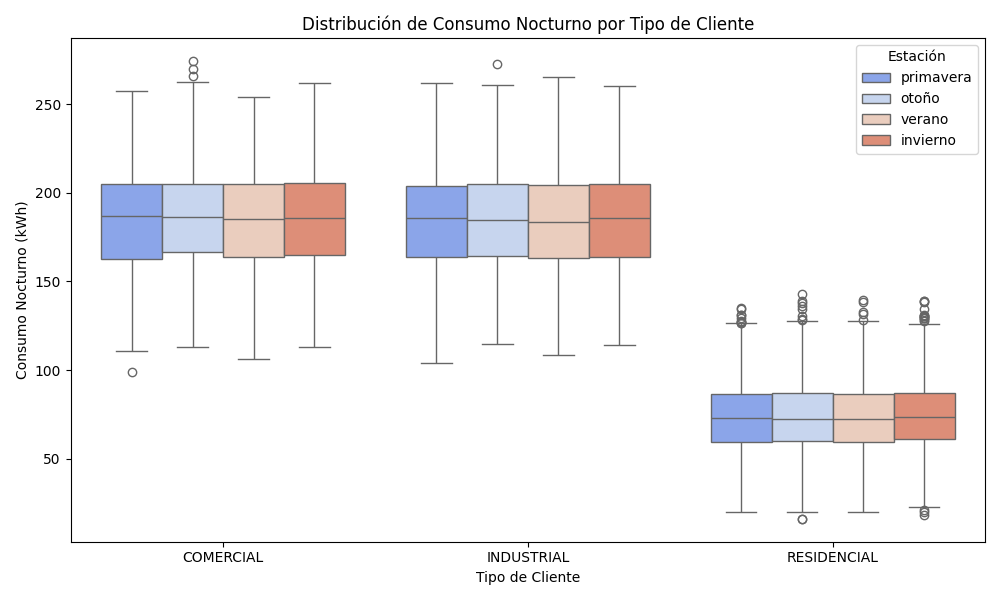 Distribución de Consumo Nocturno por Tipo de Cliente
Estación
primavera
otoño
verano
invierno
Consumo Nocturno (kWh)
250
200
150
100
50
COMERCIAL
INDUSTRIAL
RESIDENCIAL
Tipo de Cliente